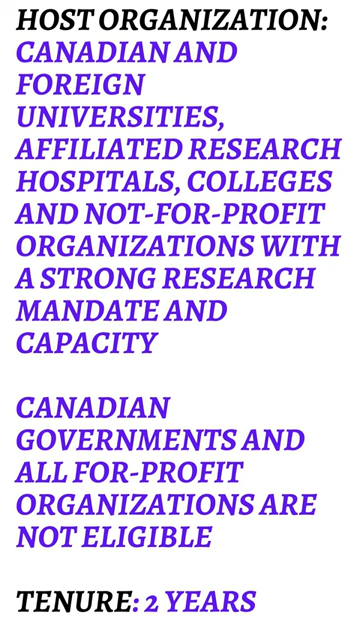 HOST ORGANIZATION:
CANADIAN AND
FOREIGN
UNIVERSITIES,
AFFILIATED RESEARCH
HOSPITALS, COLLEGES
AND NOT-FOR-PROFIT
ORGANIZATIONS WITH
A STRONG RESEARCH
MANDATE AND
CAPACITY
CANADIAN
GOVERNMENTS AND
ALL FOR-PROFIT
ORGANIZATIONS ARE
NOT ELIGIBLE
TENURE: 2 YEARS